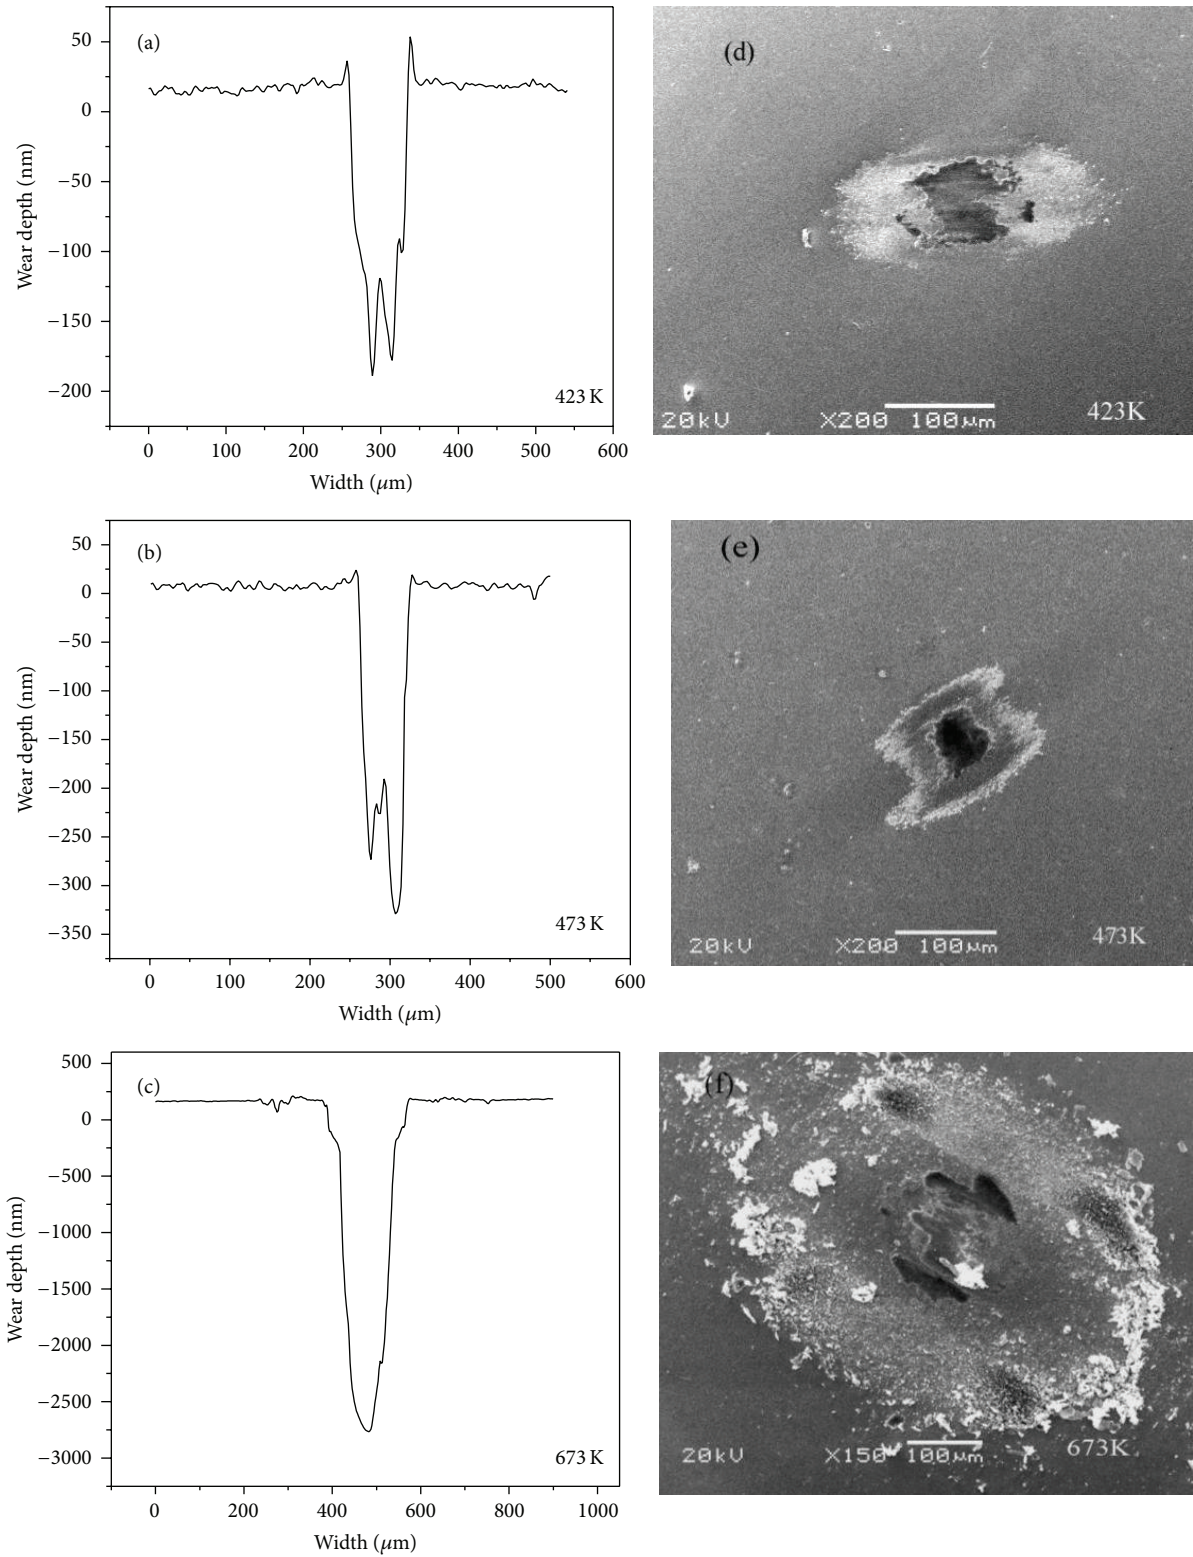 (a)
50
0
−50
−100
−150
−200
Wear depth (nm)
423 K
0 100 200 300 400 500 600
Width (μm)
(d)
20kV X200 100μm 423K
(b)
50
0
−50
−100
−150
−200
−250
−300
−350
Wear depth (nm)
473 K
0 100 200 300 400 500 600
Width (μm)
(e)
20kV X200 100μm 473K
(c)
500
0
−500
−1000
−1500
−2000
−2500
−3000
Wear depth (nm)
673 K
0 200 400 600 800 1000
Width (μm)
(f)
20kV X150 100μm 673K